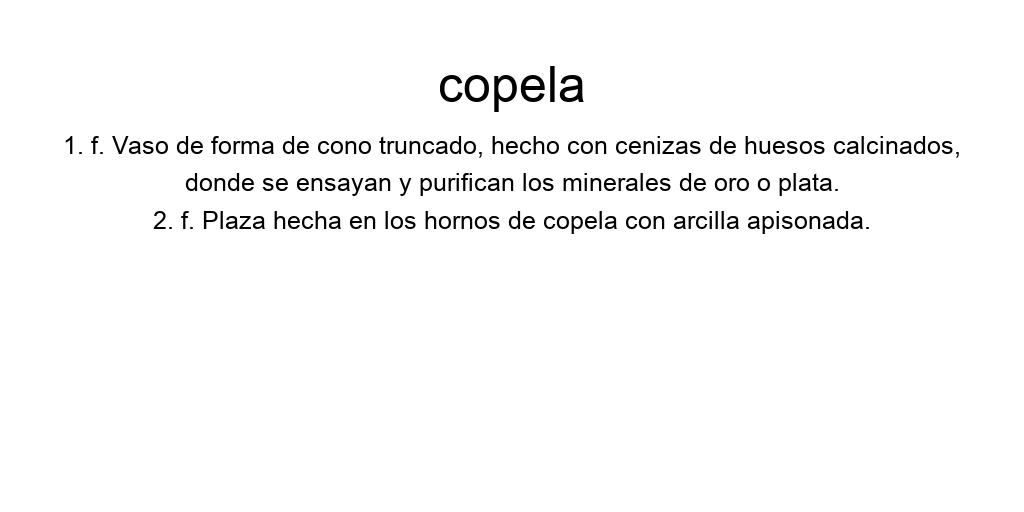 copela
1. f. Vaso de forma de cono truncado, hecho con cenizas de huesos calcinados,
donde se ensayan y purifican los minerales de oro o plata.
2. f. Plaza hecha en los hornos de copela con arcilla apisonada.